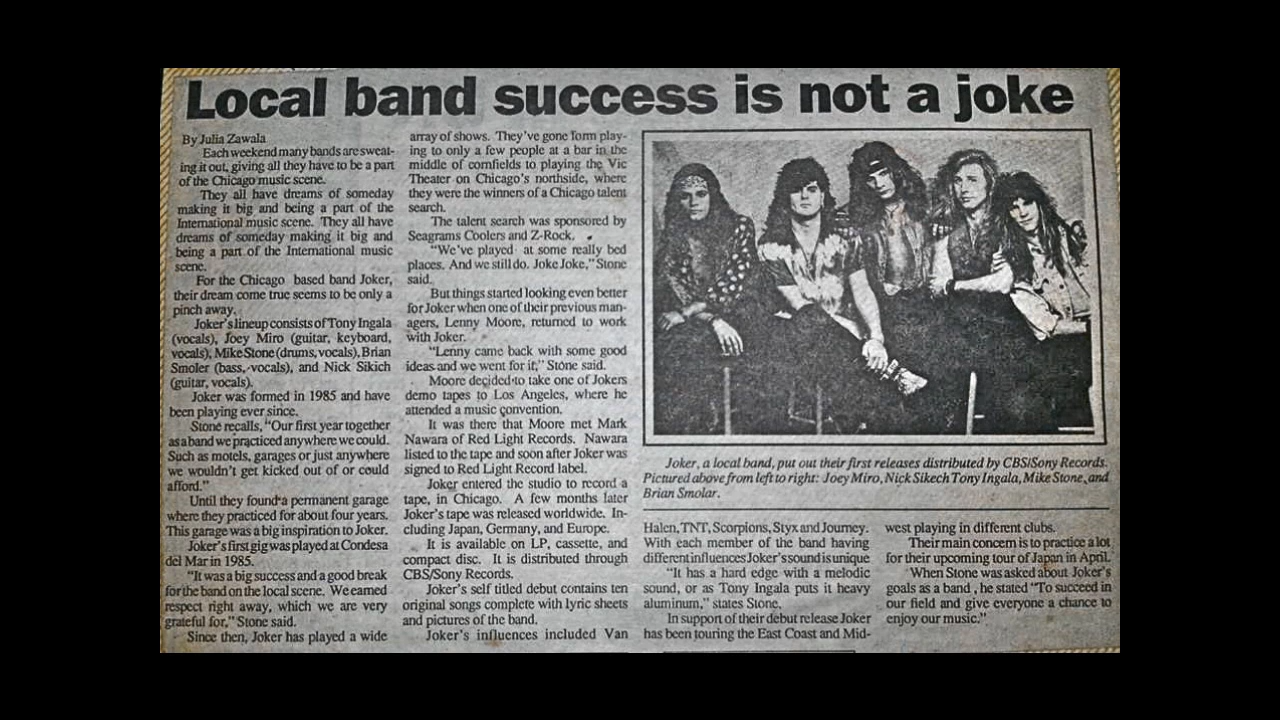 Local band success is not a joke
By Julia Zawala
Each weekend many bands are sweat-
ing it out, giving all they have to be a part
of the Chicago music scene.
They all have dreams of someday
making it big and being a part of the
International music scene. They all have
dreams of someday making it big and
being a part of the International music
scene.
For the Chicago based band Joker,
their dream come true seems to be only a
pinch away.
Joker's lineup consists of Tony Ingala
(vocals), Joey Miro (guitar, keyboard,
vocals), Mike Stone (drums, vocals), Brian
Smoler (bass, vocals), and Nick Sikich
(guitar, vocals).
Joker was formed in 1985 and have
been playing ever since.
Stone recalls, "Our first year together
as a band we practiced anywhere we could.
Such as motels, garages or just anywhere
we wouldn't get kicked out of or could
afford."
Until they found a permanent garage
where they practiced for about four years.
This garage was a big inspiration to Joker.
Joker's first gig was played at Condesa
del Mar in 1985.
"It was a big success and a good break
for the band on the local scene. We earned
respect right away, which we are very
grateful for," Stone said.
Since then, Joker has played a wide
array of shows. They've gone form play-
ing to only a few people at a bar in the
middle of cornfields to playing the Vic
Theater on Chicago's northside, where
they were the winners of a Chicago talent
search.
The talent search was sponsored by
Seagrams Coolers and Z-Rock.
"We've played at some really bed
places. And we still do. Joke Joke," Stone
said.
But things started looking even better
for Joker when one of their previous man-
agers, Lenny Moore, returned to work
with Joker.
"Lenny came back with some good
ideas and we went for it," Stone said.
Moore decided to take one of Jokers
demo tapes to Los Angeles, where he
attended a music convention.
It was there that Moore met Mark
Nawara of Red Light Records. Nawara
listed to the tape and soon after Joker was
signed to Red Light Record label.
Joker entered the studio to record a
tape, in Chicago. A few months later
Joker's tape was released worldwide. In-
cluding Japan, Germany, and Europe.
It is available on LP, cassette, and
compact disc. It is distributed through
CBS/Sony Records.
Joker's self titled debut contains ten
original songs complete with lyric sheets
and pictures of the band.
Joker's influences included Van
Joker, a local band, put out their first releases distributed by CBS/Sony Records.
Pictured above from left to right: Joey Miro, Nick Sikech Tony Ingala, Mike Stone, and
Brian Smolar.
Halen, TNT, Scorpions, Styx and Journey.
With each member of the band having
different influences Joker's sound is unique
"It has a hard edge with a melodic
sound, or as Tony Ingala puts it heavy
aluminum," states Stone.
In support of their debut release Joker
has been touring the East Coast and Mid-
west playing in different clubs.
Their main concern is to practice a lot
for their upcoming tour of Japan in April.
When Stone was asked about Joker's
goals as a band , he stated "To succeed in
our field and give everyone a chance to
enjoy our music."